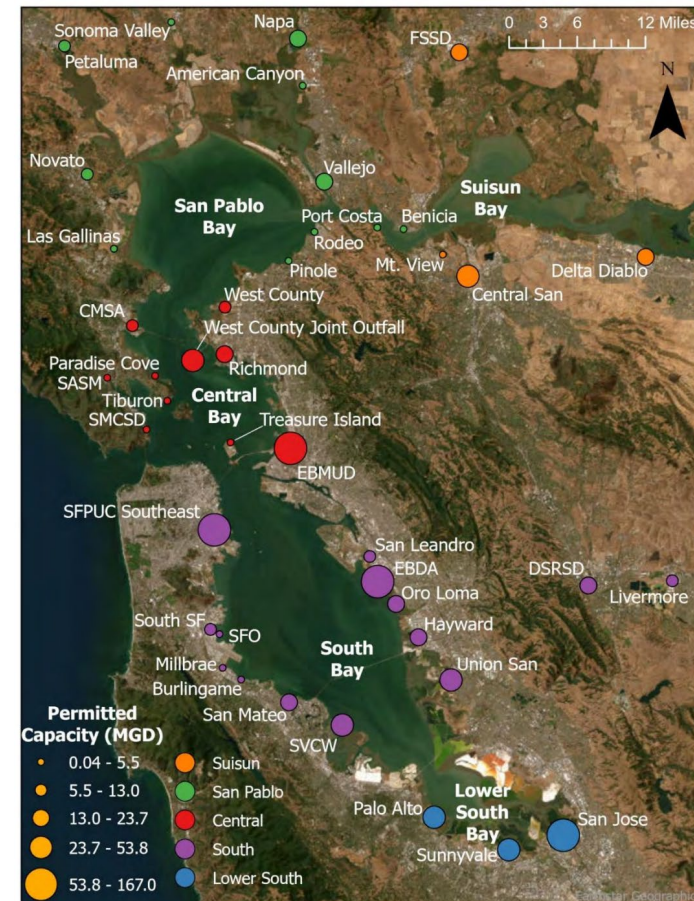 Sonoma Valley
Petaluma
Napa
American Canyon
FSSD
0 3 6 12 Miles
N
Novato
Vallejo
San Pablo
Bay
Suisun
Bay
Port Costa
Benicia
Rodeo
Las Gallinas
Pinole
Mt. View
Central San
Delta Diablo
West County
CMSA
West County Joint Outfall
Paradise Cove
SASM
Richmond
Central
Bay
Tiburon
SMCSD
Treasure Island
EBMUD
SFPUC Southeast
San Leandro
EBDA
Oro Loma
DSRSD
Livermore
South SF
SFO
Hayward
South
Bay
Millbrae
Burlingame
Union San
San Mateo
SVCW
Permitted
Capacity (MGD)
0.04 - 5.5
5.5 - 13.0
13.0 - 23.7
23.7 - 53.8
53.8 - 167.0
Suisun
San Pablo
Central
South
Lower South
Palo Alto
Lower
South
Bay
San Jose
Sunnyvale
Earthstar Geographic